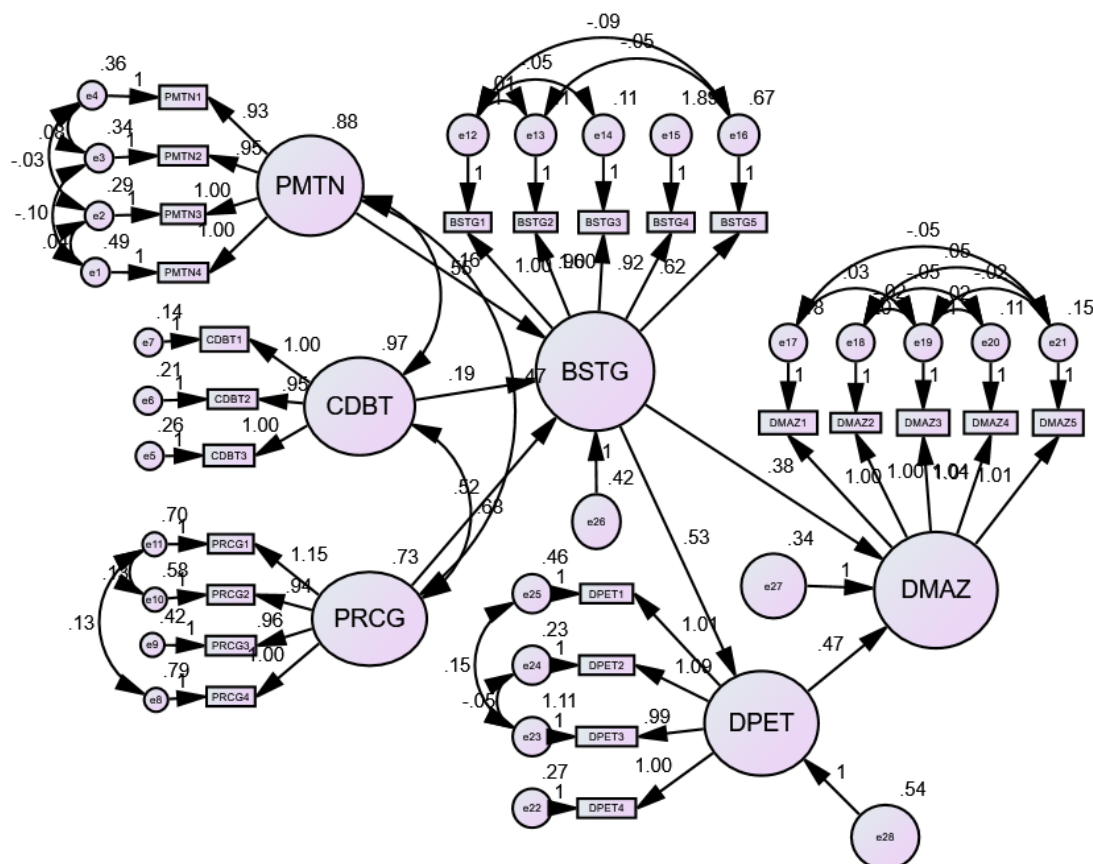 -.09
-.05
-.05
.36
1
e4
PMTN1
.93
.34
1
e3
PMTN2
.95
.88
PMTN
-.03
.29
1
e2
PMTN3
1.00
-.10
.49
1
e1
PMTN4
1.00
.11
.67
e12
e13
e14
e15
e16
1
1
1
1
1
BSTG1
BSTG2
BSTG3
BSTG4
BSTG5
1.00
.92
.62
BSTG
-.05
.05
.03
-.05
-.02
.11
.15
e17
e18
e19
e20
e21
1
1
1
1
1
DMAZ1
DMAZ2
DMAZ3
DMAZ4
DMAZ5
1.00
1.00
1.04
1.01
.14
1
e7
CDBT1
1.00
.21
1
e6
CDBT2
.95
.97
CDBT
.19
.47
.26
1
e5
CDBT3
1.00
.38
1
.42
e26
.52
.68
.53
.70
1
e11
PRCG1
1.15
.58
1
e10
PRCG2
.94
.73
PRCG
.13
.42
1
e9
PRCG3
.96
.79
1
e8
PRCG4
1.00
.34
e27
1
DMAZ
.47
.46
1
e25
DPET1
1.01
.23
1
e24
DPET2
1.09
.15
-.05
1.11
1
e23
DPET3
.99
DPET
.27
1
e22
DPET4
1.00
1
.54
e28